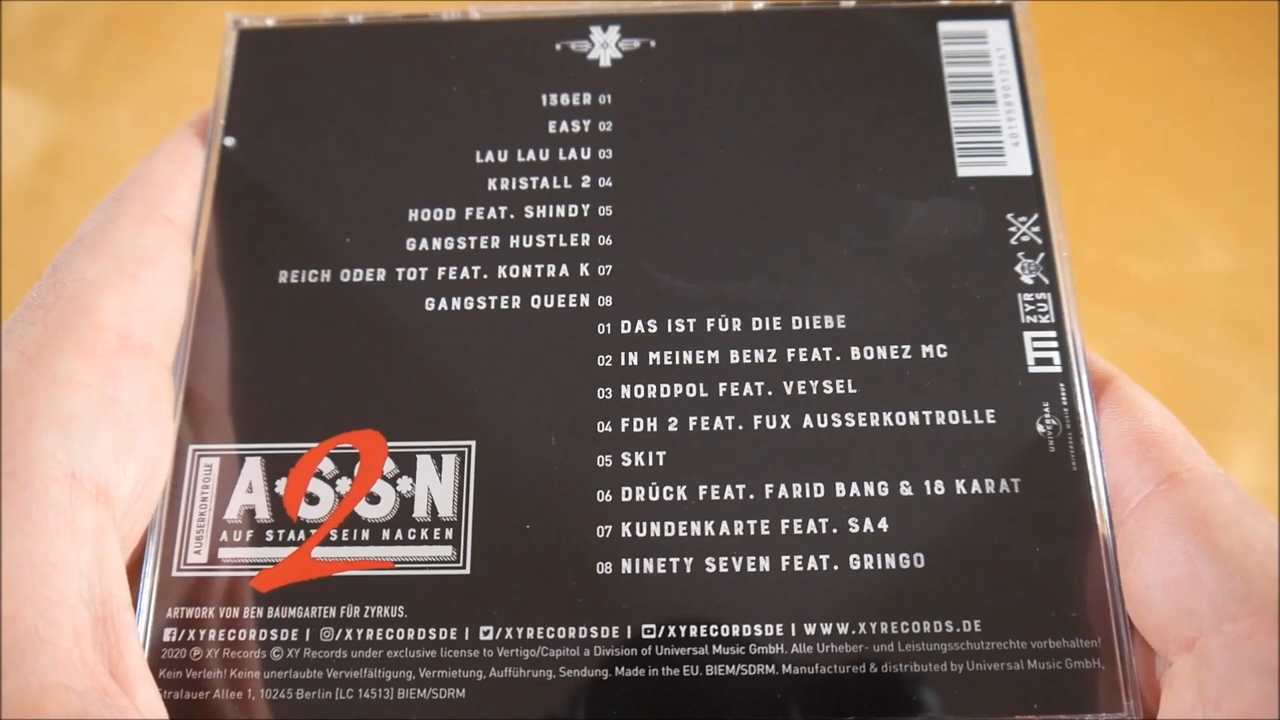 136ER 01
EASY 02
LAU LAU LAU 03
KRISTALL 2 04
HOOD FEAT. SHINDY 05
GANGSTER HUSTLER 06
REICH ODER TOT FEAT. KONTRA K 07
GANGSTER QUEEN 08
01 DAS IST FÜR DIE DIEBE
02 IN MEINEM BENZ FEAT. BONEZ MC
03 NORDPOL FEAT. VEYSEL
04 FDH 2 FEAT. FUX AUSSERKONTROLLE
05 SKIT
06 DRÜCK FEAT. FARID BANG & 18 KARAT
07 KUNDENKARTE FEAT. SA4
08 NINETY SEVEN FEAT. GRINGO
AU65ERKONTROLLE
A*S*S*N
2
AUF STAAT SEIN NACKEN
ZYR
KUS
UNIVERSAL
UNIVERSAL MUSIC GROUP
ARTWORK VON BEN BAUMGARTEN FÜR ZYRKUS.
/XYRECORDSDE | /XYRECORDSDE | /XYRECORDSDE | /XYRECORDSDE | WWW.XYRECORDS.DE
2020 Ⓟ XY Records © XY Records under exclusive license to Vertigo/Capitol a Division of Universal Music GmbH. Alle Urheber- und Leistungsschutzrechte vorbehalten!
Kein Verleih! Keine unerlaubte Vervielfältigung, Vermietung, Aufführung, Sendung. Made in the EU. BIEM/SDRM. Manufactured & distributed by Universal Music GmbH,
Stralauer Allee 1, 10245 Berlin [LC 14513] BIEM/SDRM